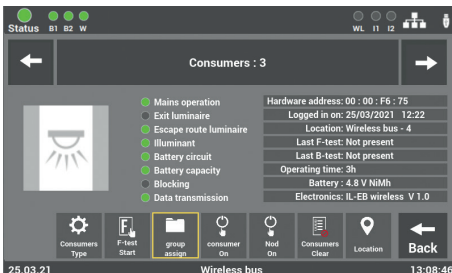 Status B1 B2 W WL I1 I2
Consumers : 3
Mains operation
Exit luminaire
Escape route luminaire
Illuminant
Battery circuit
Battery capacity
Blocking
Data transmission
Hardware address: 00 : 00 : F6 : 75
Logged in on: 25/03/2021 12:22
Location: Wireless bus - 4
Last F-test: Not present
Last B-test: Not present
Operating time: 3h
Battery : 4.8 V NiMh
Electronics: IL-EB wireless V 1.0
Consumers Type
F-test Start
group assign
consumer On
Nod On
Consumers Clear
Location
Back
25.03.21 Wireless bus 13:08:46